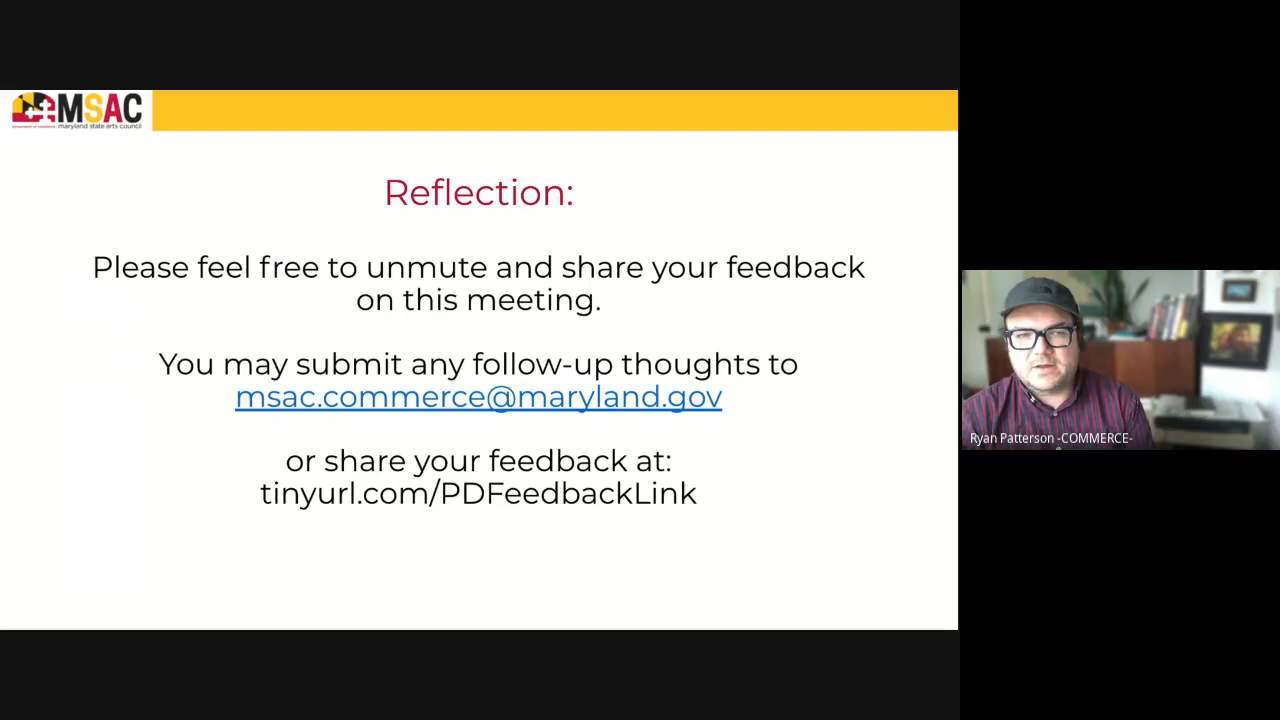 MSAC
maryland state arts council
Reflection:
Please feel free to unmute and share your feedback
on this meeting.
You may submit any follow-up thoughts to
msac.commerce@maryland.gov
or share your feedback at:
tinyurl.com/PDFeedbackLink
Ryan Patterson -COMMERCE-